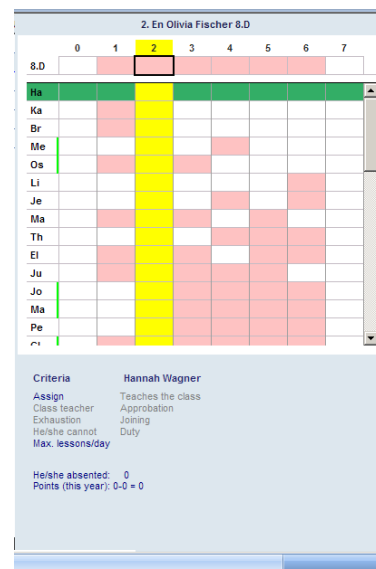 2. En Olivia Fischer 8.D
0 1 2 3 4 5 6 7
8.D
Ha
Ka
Br
Me
Os
Li
Je
Ma
Th
El
Ju
Jo
Ma
Pe
Criteria Hannah Wagner
Assign Teaches the class
Class teacher Approbation
Exhaustion Joining
He/she cannot Duty
Max. lessons/day
He/she absented: 0
Points (this year): 0-0 = 0